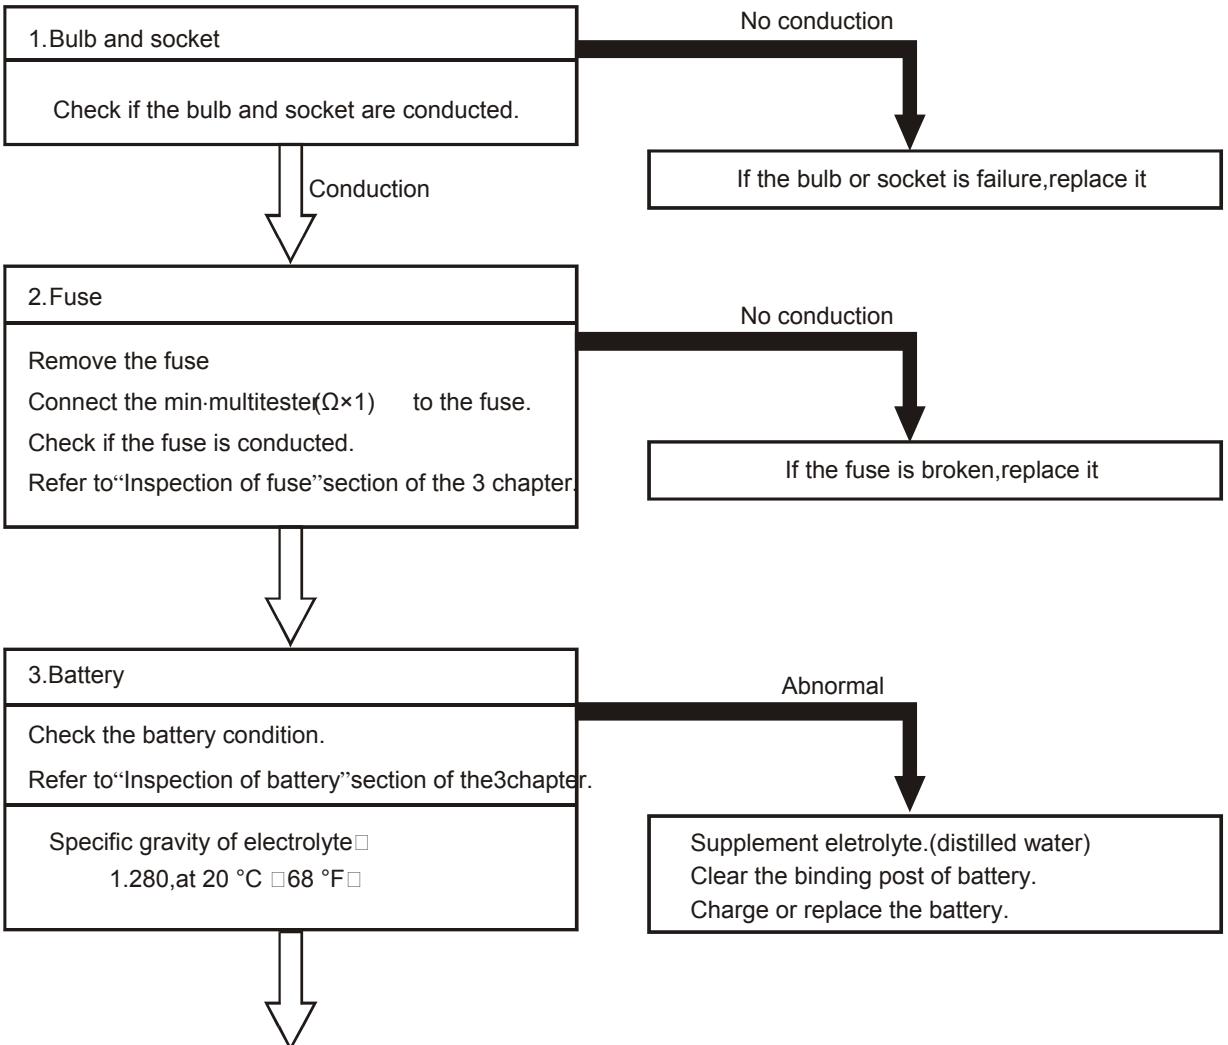 1.Bulb and socket
No conduction
Check if the bulb and socket are conducted.
If the bulb or socket is failure,replace it
Conduction
2.Fuse
No conduction
Remove the fuse
Connect the min·multitester(Ω×1) to the fuse.
Check if the fuse is conducted.
Refer to“Inspection of fuse”section of the 3 chapter.
If the fuse is broken,replace it
3.Battery
Abnormal
Check the battery condition.
Refer to“Inspection of battery”section of the3chapter.
Specific gravity of electrolyte□
1.280,at 20 °C □68 °F□
Supplement eletrolyte.(distilled water)
Clear the binding post of battery.
Charge or replace the battery.